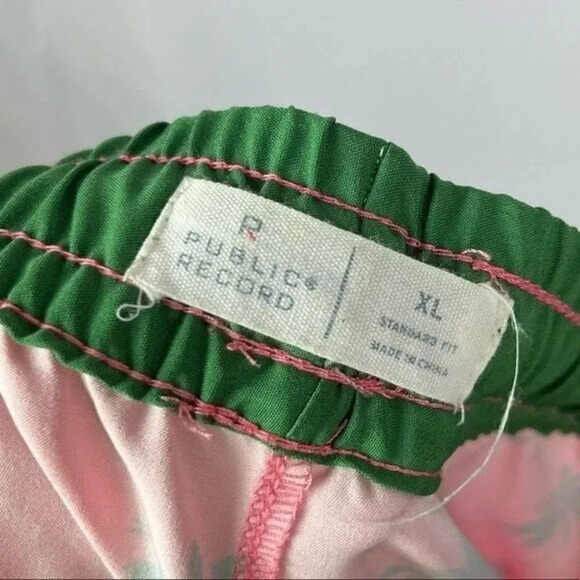 R
PUBLIC®
RECORD
XL
STANDARD FIT
MADE IN CHINA